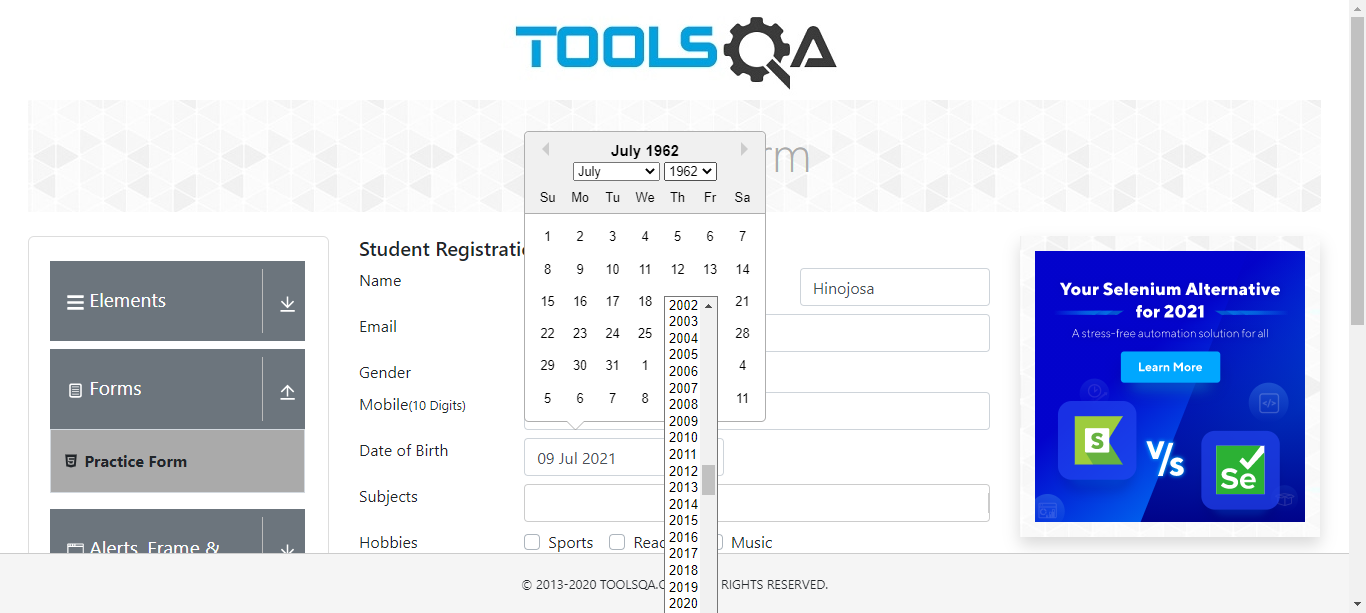 TOOLSQA
rm
July 1962
July 1962
Su Mo Tu We Th Fr Sa
1 2 3 4 5 6 7
8 9 10 11 12 13 14
15 16 17 18 21
22 23 24 25 28
29 30 31 1 4
5 6 7 8 11
2002
2003
2004
2005
2006
2007
2008
2009
2010
2011
2012
2013
2014
2015
2016
2017
2018
2019
2020
Elements
Forms
Practice Form
Alerts, Frame &
Student Registratio
Name
Hinojosa
Email
Gender
Mobile(10 Digits)
Date of Birth
09 Jul 2021
Subjects
Hobbies
Sports Read Music
Your Selenium Alternative
for 2021
A stress-free automation solution for all
Learn More
S
V/s
Se
© 2013-2020 TOOLSQA.C RIGHTS RESERVED.